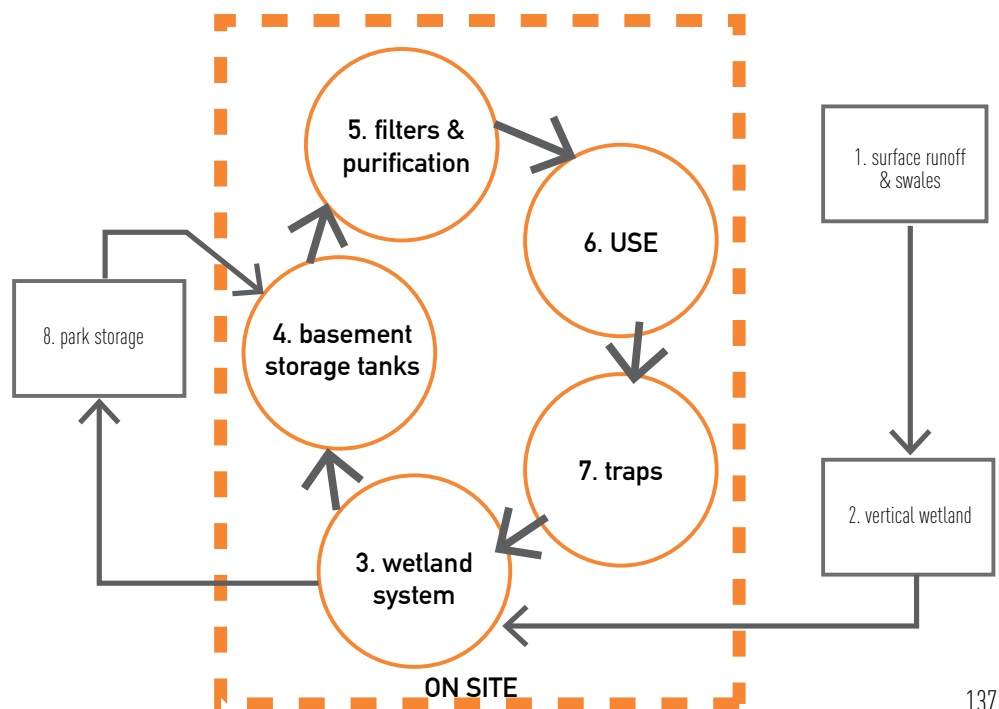 5. filters &
purification
1. surface runoff
& swales
6. USE
8. park storage
4. basement
storage tanks
7. traps
2. vertical wetland
3. wetland
system
ON SITE
137